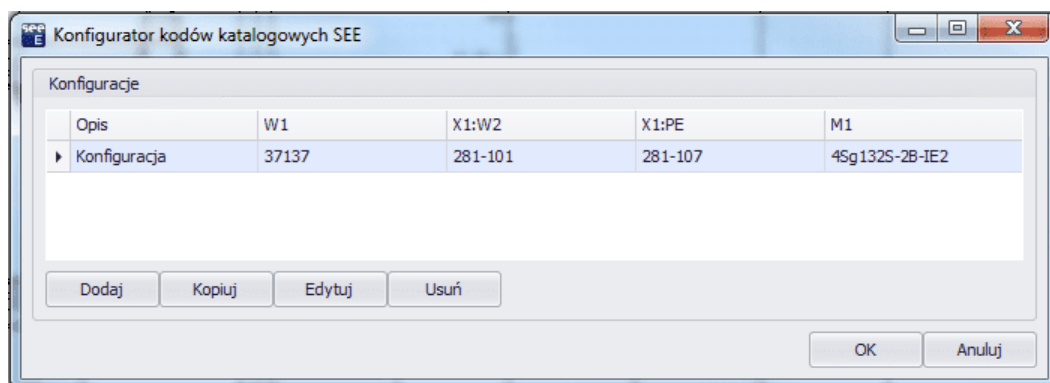 see E Konfigurator kodów katalogowych SEE
Konfiguracje
Opis W1 X1:W2 X1:PE M1
Konfiguracja 37137 281-101 281-107 4Sg132S-2B-IE2
Dodaj Kopiuj Edytuj Usuń
OK Anuluj